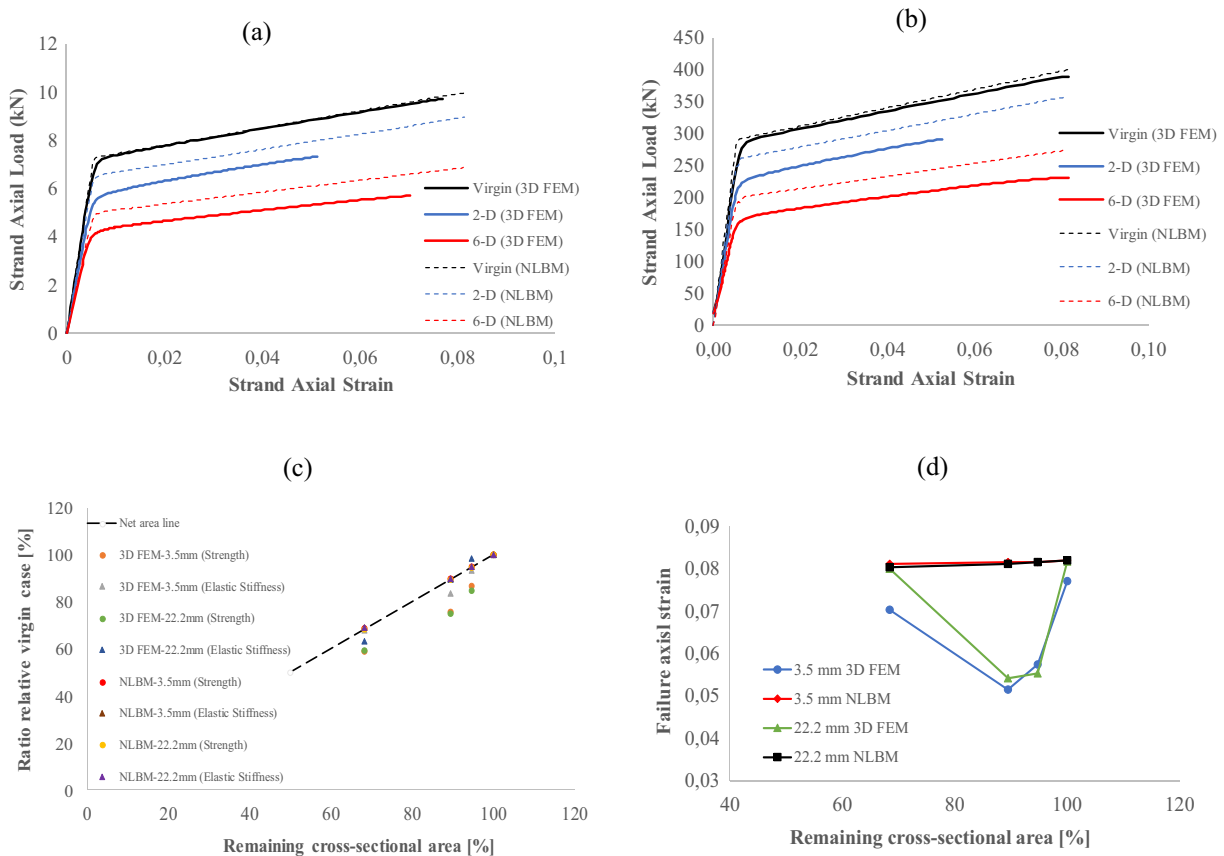 (a)
12
10
8
6
4
2
0
Strand Axial Load (kN)
0
0,02
0,04
0,06
0,08
0,1
Strand Axial Strain
Virgin (3D FEM)
2-D (3D FEM)
6-D (3D FEM)
Virgin (NLBM)
2-D (NLBM)
6-D (NLBM)
(b)
450
400
350
300
250
200
150
100
50
0
Strand Axial Load (kN)
0,00
0,02
0,04
0,06
0,08
0,10
Strand Axial Strain
Virgin (3D FEM)
2-D (3D FEM)
6-D (3D FEM)
Virgin (NLBM)
2-D (NLBM)
6-D (NLBM)
(c)
120
100
80
60
40
20
0
Ratio relative virgin case [%]
Net area line
3D FEM-3.5mm (Strength)
3D FEM-3.5mm (Elastic Stiffness)
3D FEM-22.2mm (Strength)
3D FEM-22.2mm (Elastic Stiffness)
NLBM-3.5mm (Strength)
NLBM-3.5mm (Elastic Stiffness)
NLBM-22.2mm (Strength)
NLBM-22.2mm (Elastic Stiffness)
0
20
40
60
80
100
120
Remaining cross-sectional area [%]
(d)
0,09
0,08
0,07
0,06
0,05
0,04
0,03
Failure axisl strain
3.5 mm 3D FEM
3.5 mm NLBM
22.2 mm 3D FEM
22.2 mm NLBM
40
60
80
100
120
Remaining cross-sectional area [%]